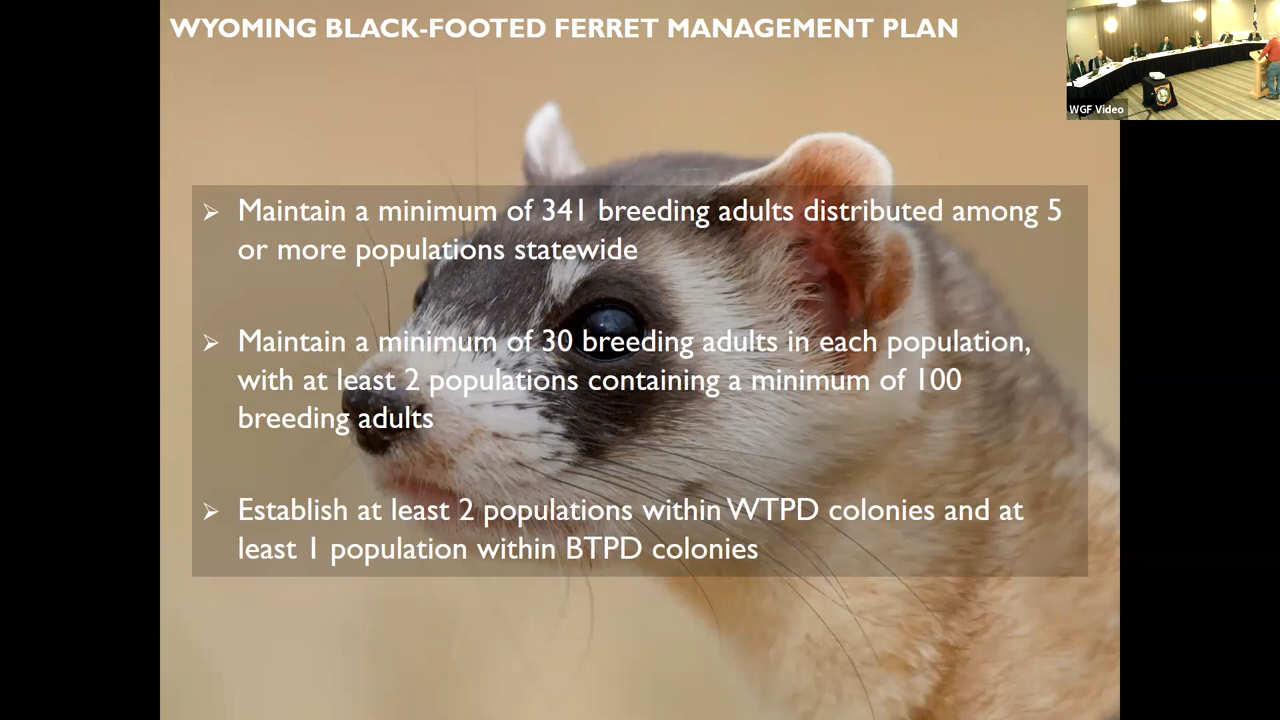 WYOMING BLACK-FOOTED FERRET MANAGEMENT PLAN
WGF Video
➢ Maintain a minimum of 341 breeding adults distributed among 5
or more populations statewide
➢ Maintain a minimum of 30 breeding adults in each population,
with at least 2 populations containing a minimum of 100
breeding adults
➢ Establish at least 2 populations within WTPD colonies and at
least 1 population within BTPD colonies